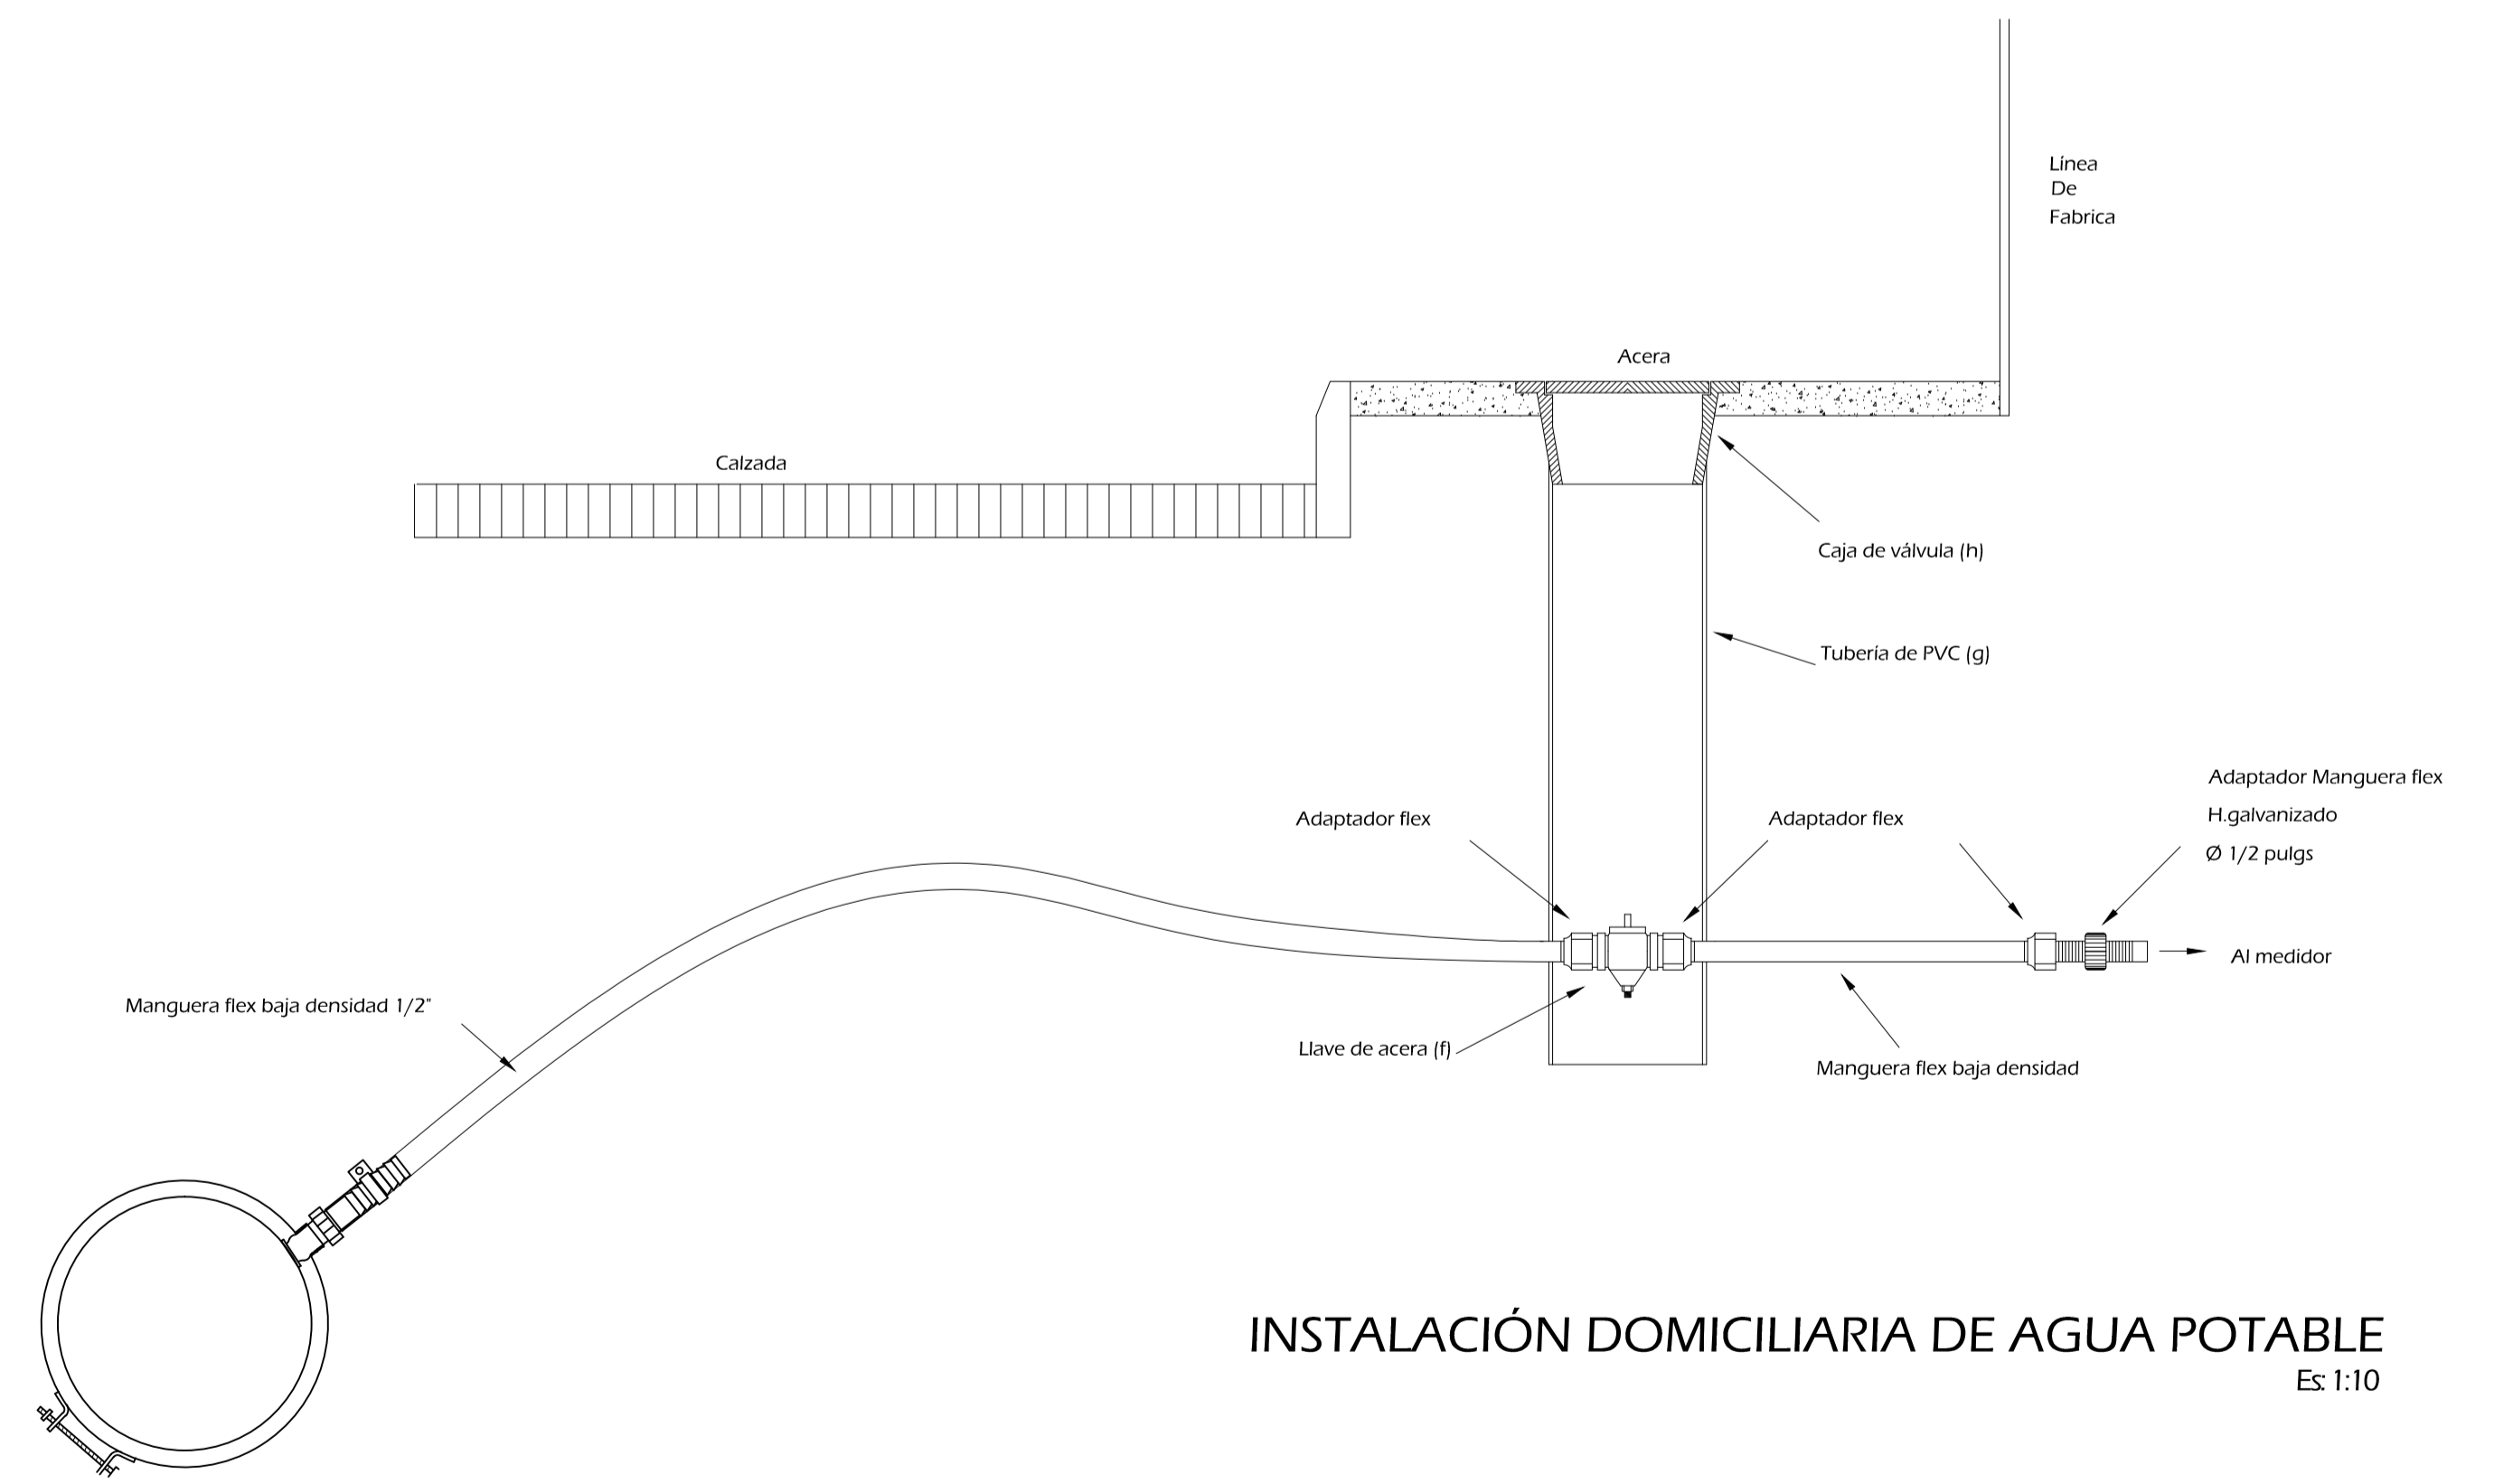 Línea
De
Fabrica
Acera
Calzada
Caja de válvula (h)
Tubería de PVC (g)
Adaptador Manguera flex
H.galvanizado
Ø 1/2 pulgs
Adaptador flex
Adaptador flex
Al medidor
Manguera flex baja densidad 1/2"
Llave de acera (f)
Manguera flex baja densidad
INSTALACIÓN DOMICILIARIA DE AGUA POTABLE
Es: 1:10